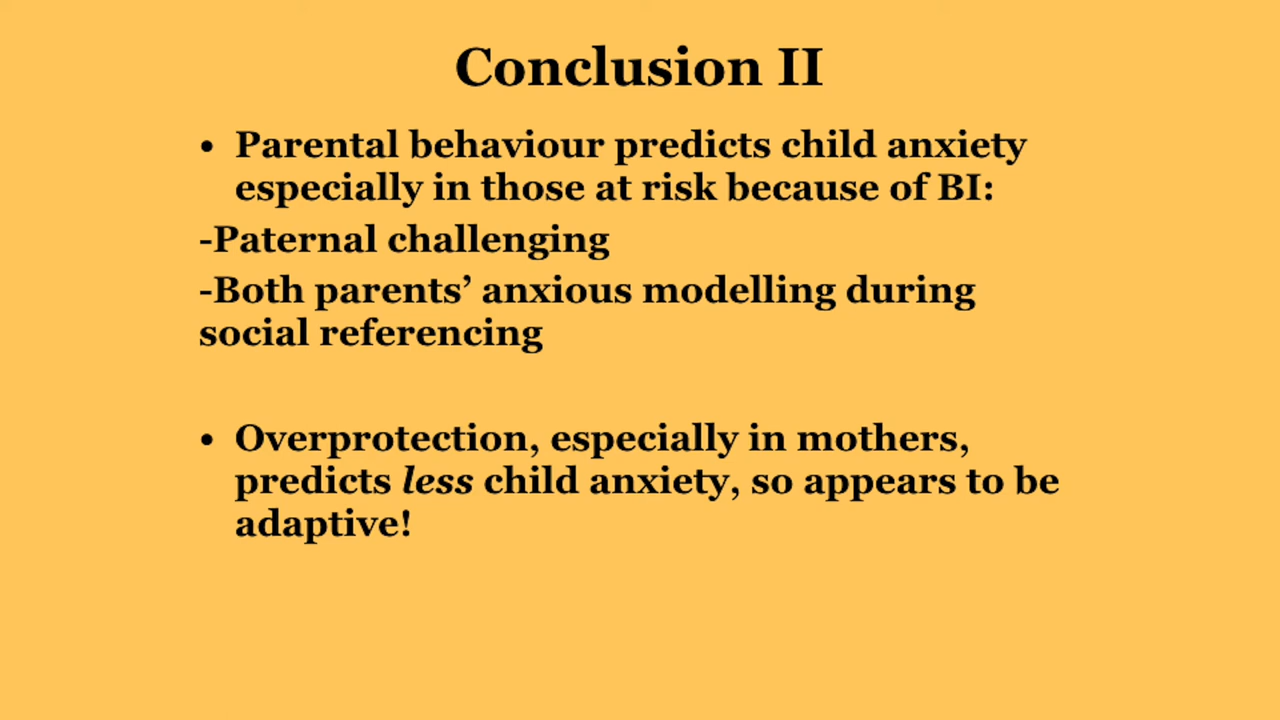 Conclusion II
• Parental behaviour predicts child anxiety
especially in those at risk because of BI:
-Paternal challenging
-Both parents’ anxious modelling during
social referencing
• Overprotection, especially in mothers,
predicts less child anxiety, so appears to be
adaptive!